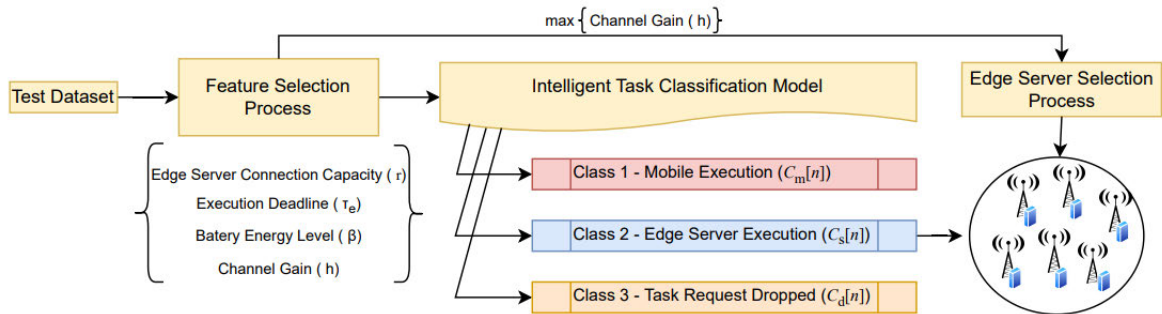 max { Channel Gain ( h) }
Test Dataset
Feature Selection
Process
Intelligent Task Classification Model
Edge Server Selection
Process
Edge Server Connection Capacity ( r)
Execution Deadline ( τe)
Batery Energy Level ( β)
Channel Gain ( h)
Class 1 - Mobile Execution (Cm[n])
Class 2 - Edge Server Execution (Cs[n])
Class 3 - Task Request Dropped (Cd[n])